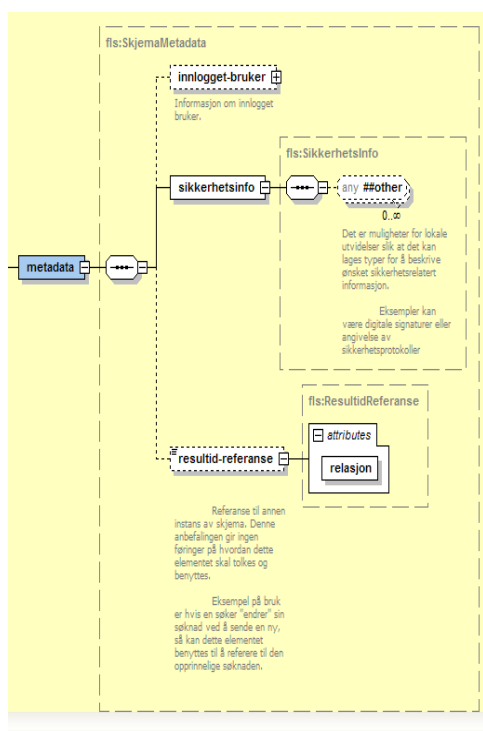 fls:SkjemaMetadata
innlogget-bruker
Informasjon om innlogget
bruker.
fls:SikkerhetsInfo
sikkerhetsinfo
any ##other
0..∞
Det er muligheter for lokale
utvidelser slik at det kan
lages typer for å beskrive
ønsket sikkerhetsrelatert
informasjon.
Eksempler kan
være digitale signaturer eller
angivelse av
sikkerhetsprotokoller
metadata
fls:ResultidReferanse
attributes
resultid-referanse
relasjon
Referanse til annen
instans av skjema. Denne
anbefalingen gir ingen
føringer på hvordan dette
elementet skal tolkes og
benyttes.
Eksempel på bruk
er hvis en søker "endrer" sin
søknad ved å sende en ny,
så kan dette elementet
benyttes til å referere til den
opprinnelige søknaden.